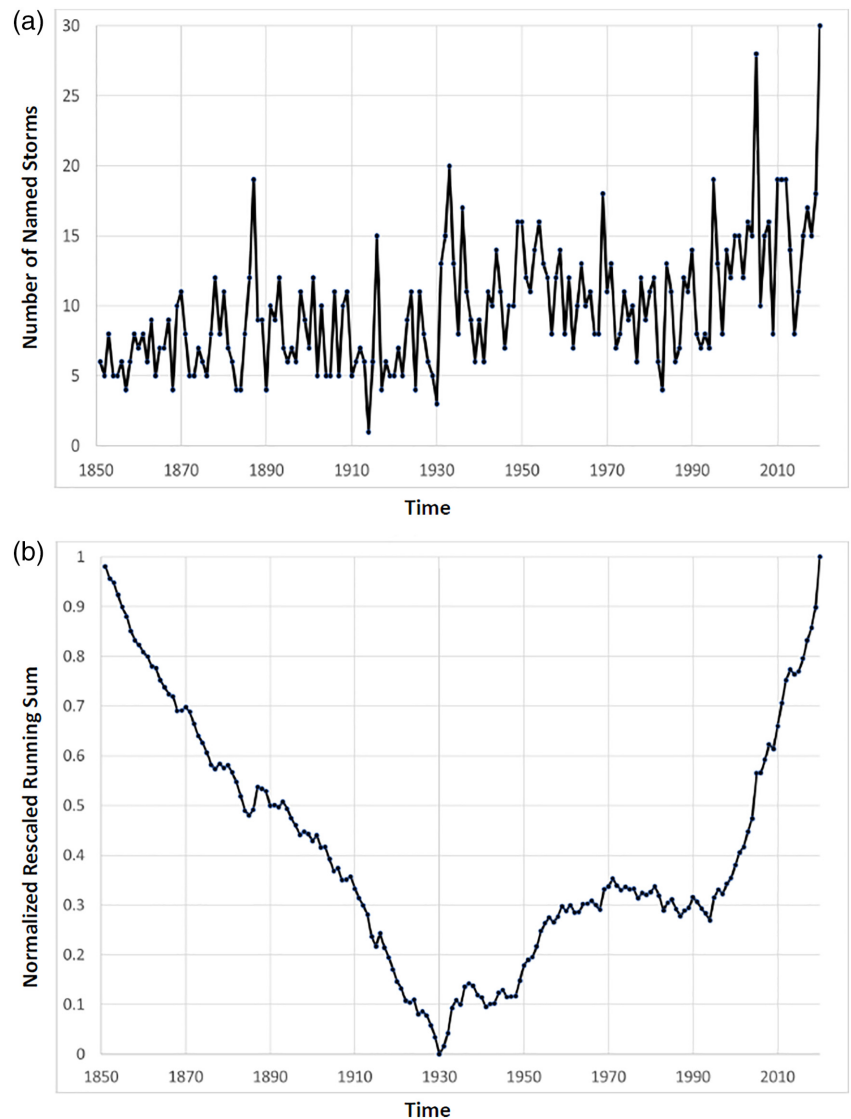 (a)
Number of Named Storms
30
25
20
15
10
5
0
1850 1870 1890 1910 1930 1950 1970 1990 2010
Time
(b)
Normalized Rescaled Running Sum
1
0.9
0.8
0.7
0.6
0.5
0.4
0.3
0.2
0.1
0
1850 1870 1890 1910 1930 1950 1970 1990 2010
Time